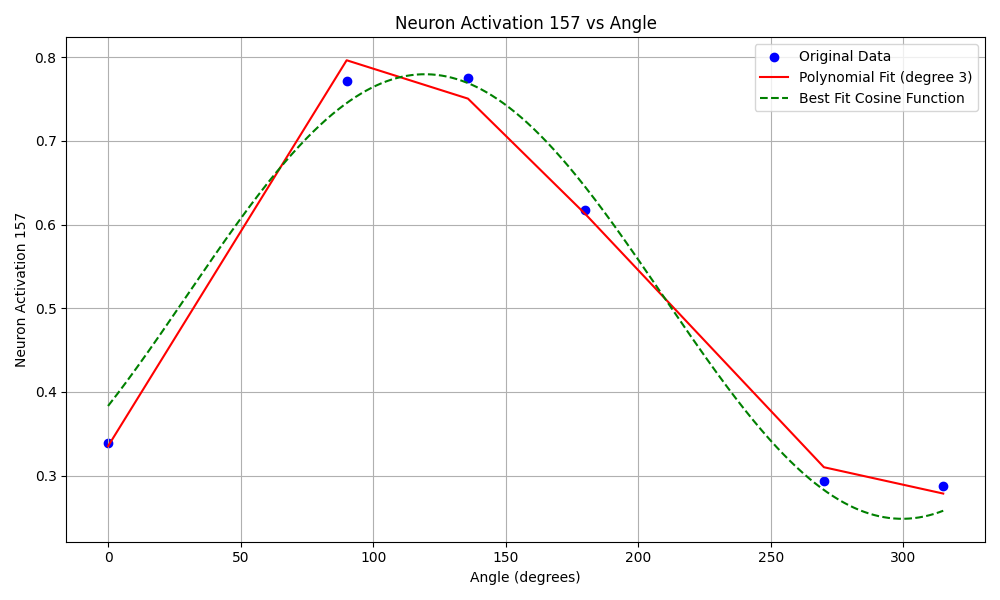 Neuron Activation 157 vs Angle
Original Data
Polynomial Fit (degree 3)
Best Fit Cosine Function
Neuron Activation 157
0.8
0.7
0.6
0.5
0.4
0.3
0
50
100
150
200
250
300
Angle (degrees)